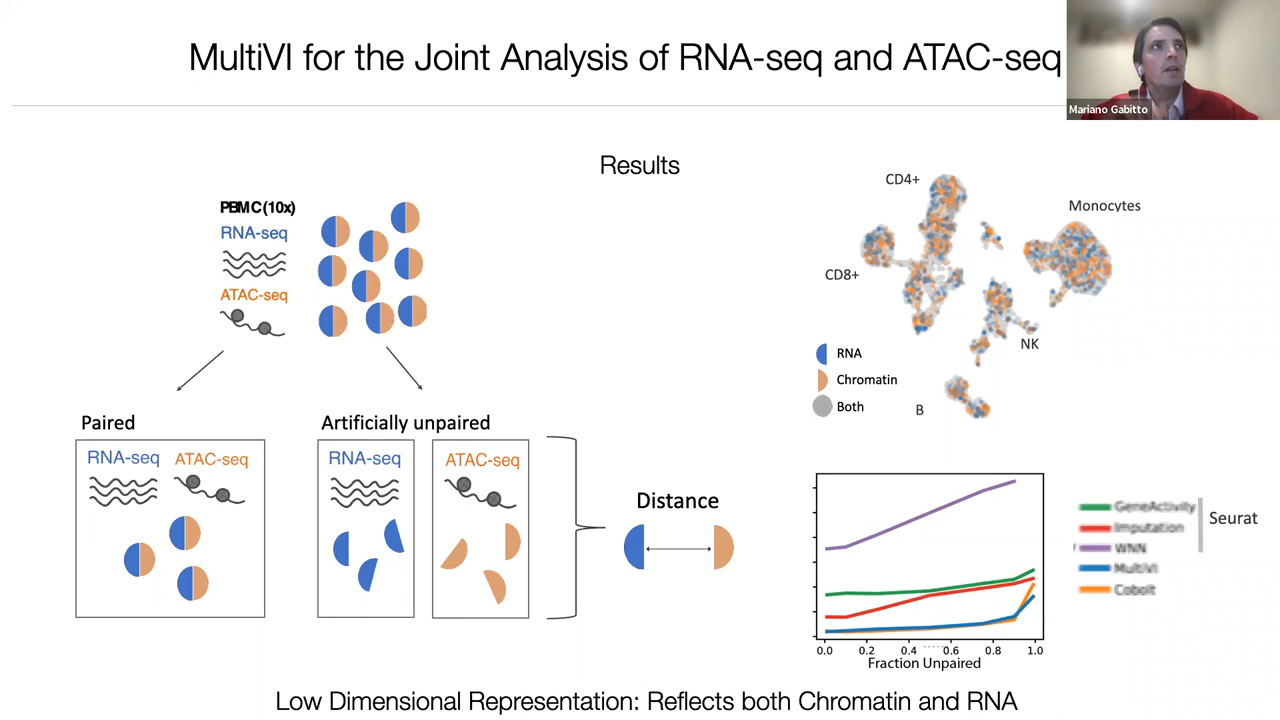 MultiVI for the Joint Analysis of RNA-seq and ATAC-seq
Mariano Gabitto
Results
PBMC (10x)
RNA-seq
ATAC-seq
Paired
RNA-seq ATAC-seq
Artificially unpaired
RNA-seq
ATAC-seq
Distance
CD4+
Monocytes
CD8+
NK
B
RNA
Chromatin
Both
GeneActivity
Imputation
WNN
MultiVI
Cobolt
Seurat
0.0 0.2 0.4 0.6 0.8 1.0
Fraction Unpaired
Low Dimensional Representation: Reflects both Chromatin and RNA